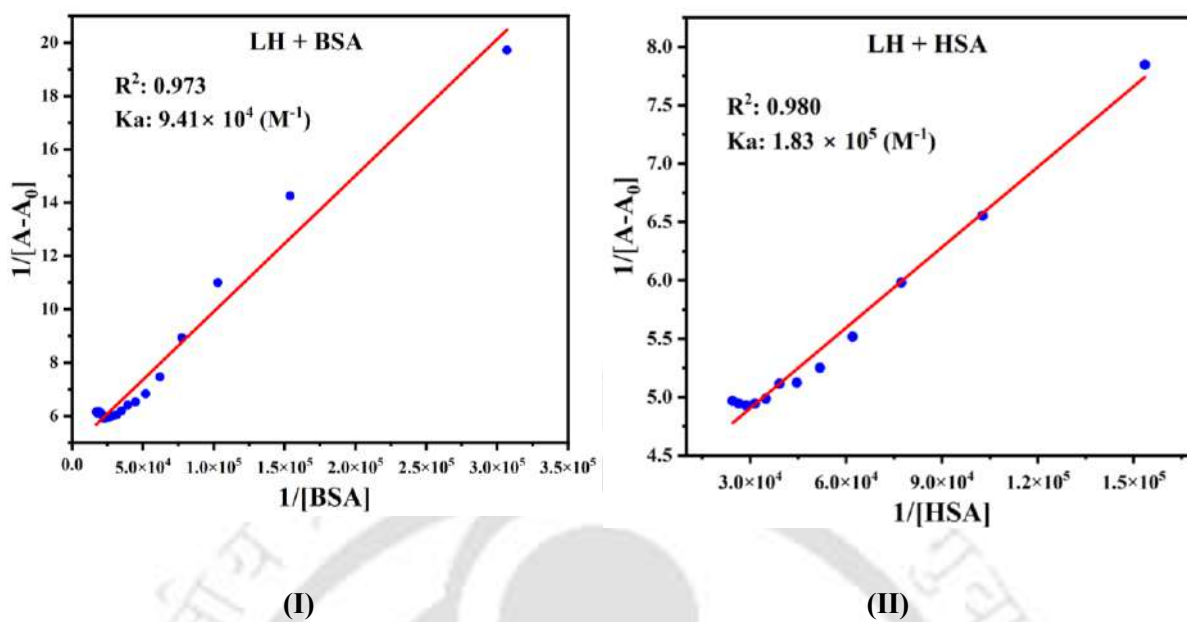 LH + BSA
R²: 0.973
Ka: 9.41 × 10⁴ (M⁻¹)
1/[A-A₀]
20
18
16
14
12
10
8
6
0.0 5.0×10⁴ 1.0×10⁵ 1.5×10⁵ 2.0×10⁵ 2.5×10⁵ 3.0×10⁵ 3.5×10⁵
1/[BSA]
LH + HSA
R²: 0.980
Ka: 1.83 × 10⁵ (M⁻¹)
1/[A-A₀]
8.0
7.5
7.0
6.5
6.0
5.5
5.0
4.5
3.0×10⁴ 6.0×10⁴ 9.0×10⁴ 1.2×10⁵ 1.5×10⁵
1/[HSA]
(I) (II)